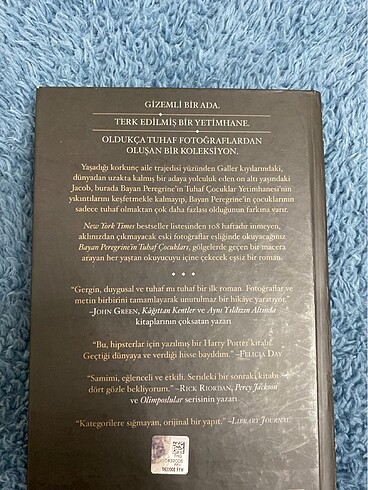 GİZEMLİ BİR ADA.
TERK EDİLMİŞ BİR YETİMHANE.
OLDUKÇA TUHAF FOTOĞRAFLARDAN
OLUŞAN BİR KOLEKSİYON.
Yaşadığı korkunç aile trajedisi yüzünden Galler kıyılarındaki,
dünyadan uzakta kalmış bir adaya yolculuk eden on altı yaşındaki
Jacob, burada Bayan Peregrine'in Tuhaf Çocuklar Yetimhanesi'nin
yıkıntılarını keşfetmekle kalmayıp, Bayan Peregrine'in çocuklarının
sadece tuhaf olmaktan çok daha fazlası olduğunun farkına varır.
New York Times bestseller listesinden 108 haftadır inmeyen,
aklınızdan çıkmayacak eski fotoğraflar eşliğinde okuyacağınız
Bayan Peregrine'in Tuhaf Çocukları, gölgelerde geçen bir macera
arayan her yaştan okuyucuyu içine çekecek eşsiz bir roman.
"Gergin, duygusal ve tuhaf mı tuhaf bir ilk roman. Fotoğraflar ve
metin birbirini tamamlayarak unutulmaz bir hikâye yaratıyor."
–JOHN GREEN, Kâğıttan Kentler ve Aynı Yıldızın Altında
kitaplarının çoksatan yazarı
"Bu, hipsterlar için yazılmış bir Harry Potter kitabı.
Geçtiği dünyaya ve verdiği hisse bayıldım." –FELICIA DAY
"Samimi, eğlenceli ve etkili. Serideki bir sonraki kitabı
dört gözle bekliyorum." –RICK RIORDAN, Percy Jackson
ve Olimposlular serisinin yazarı
"Kategorilere sığmayan, orijinal bir yapıt." –LIBRARY JOURNAL